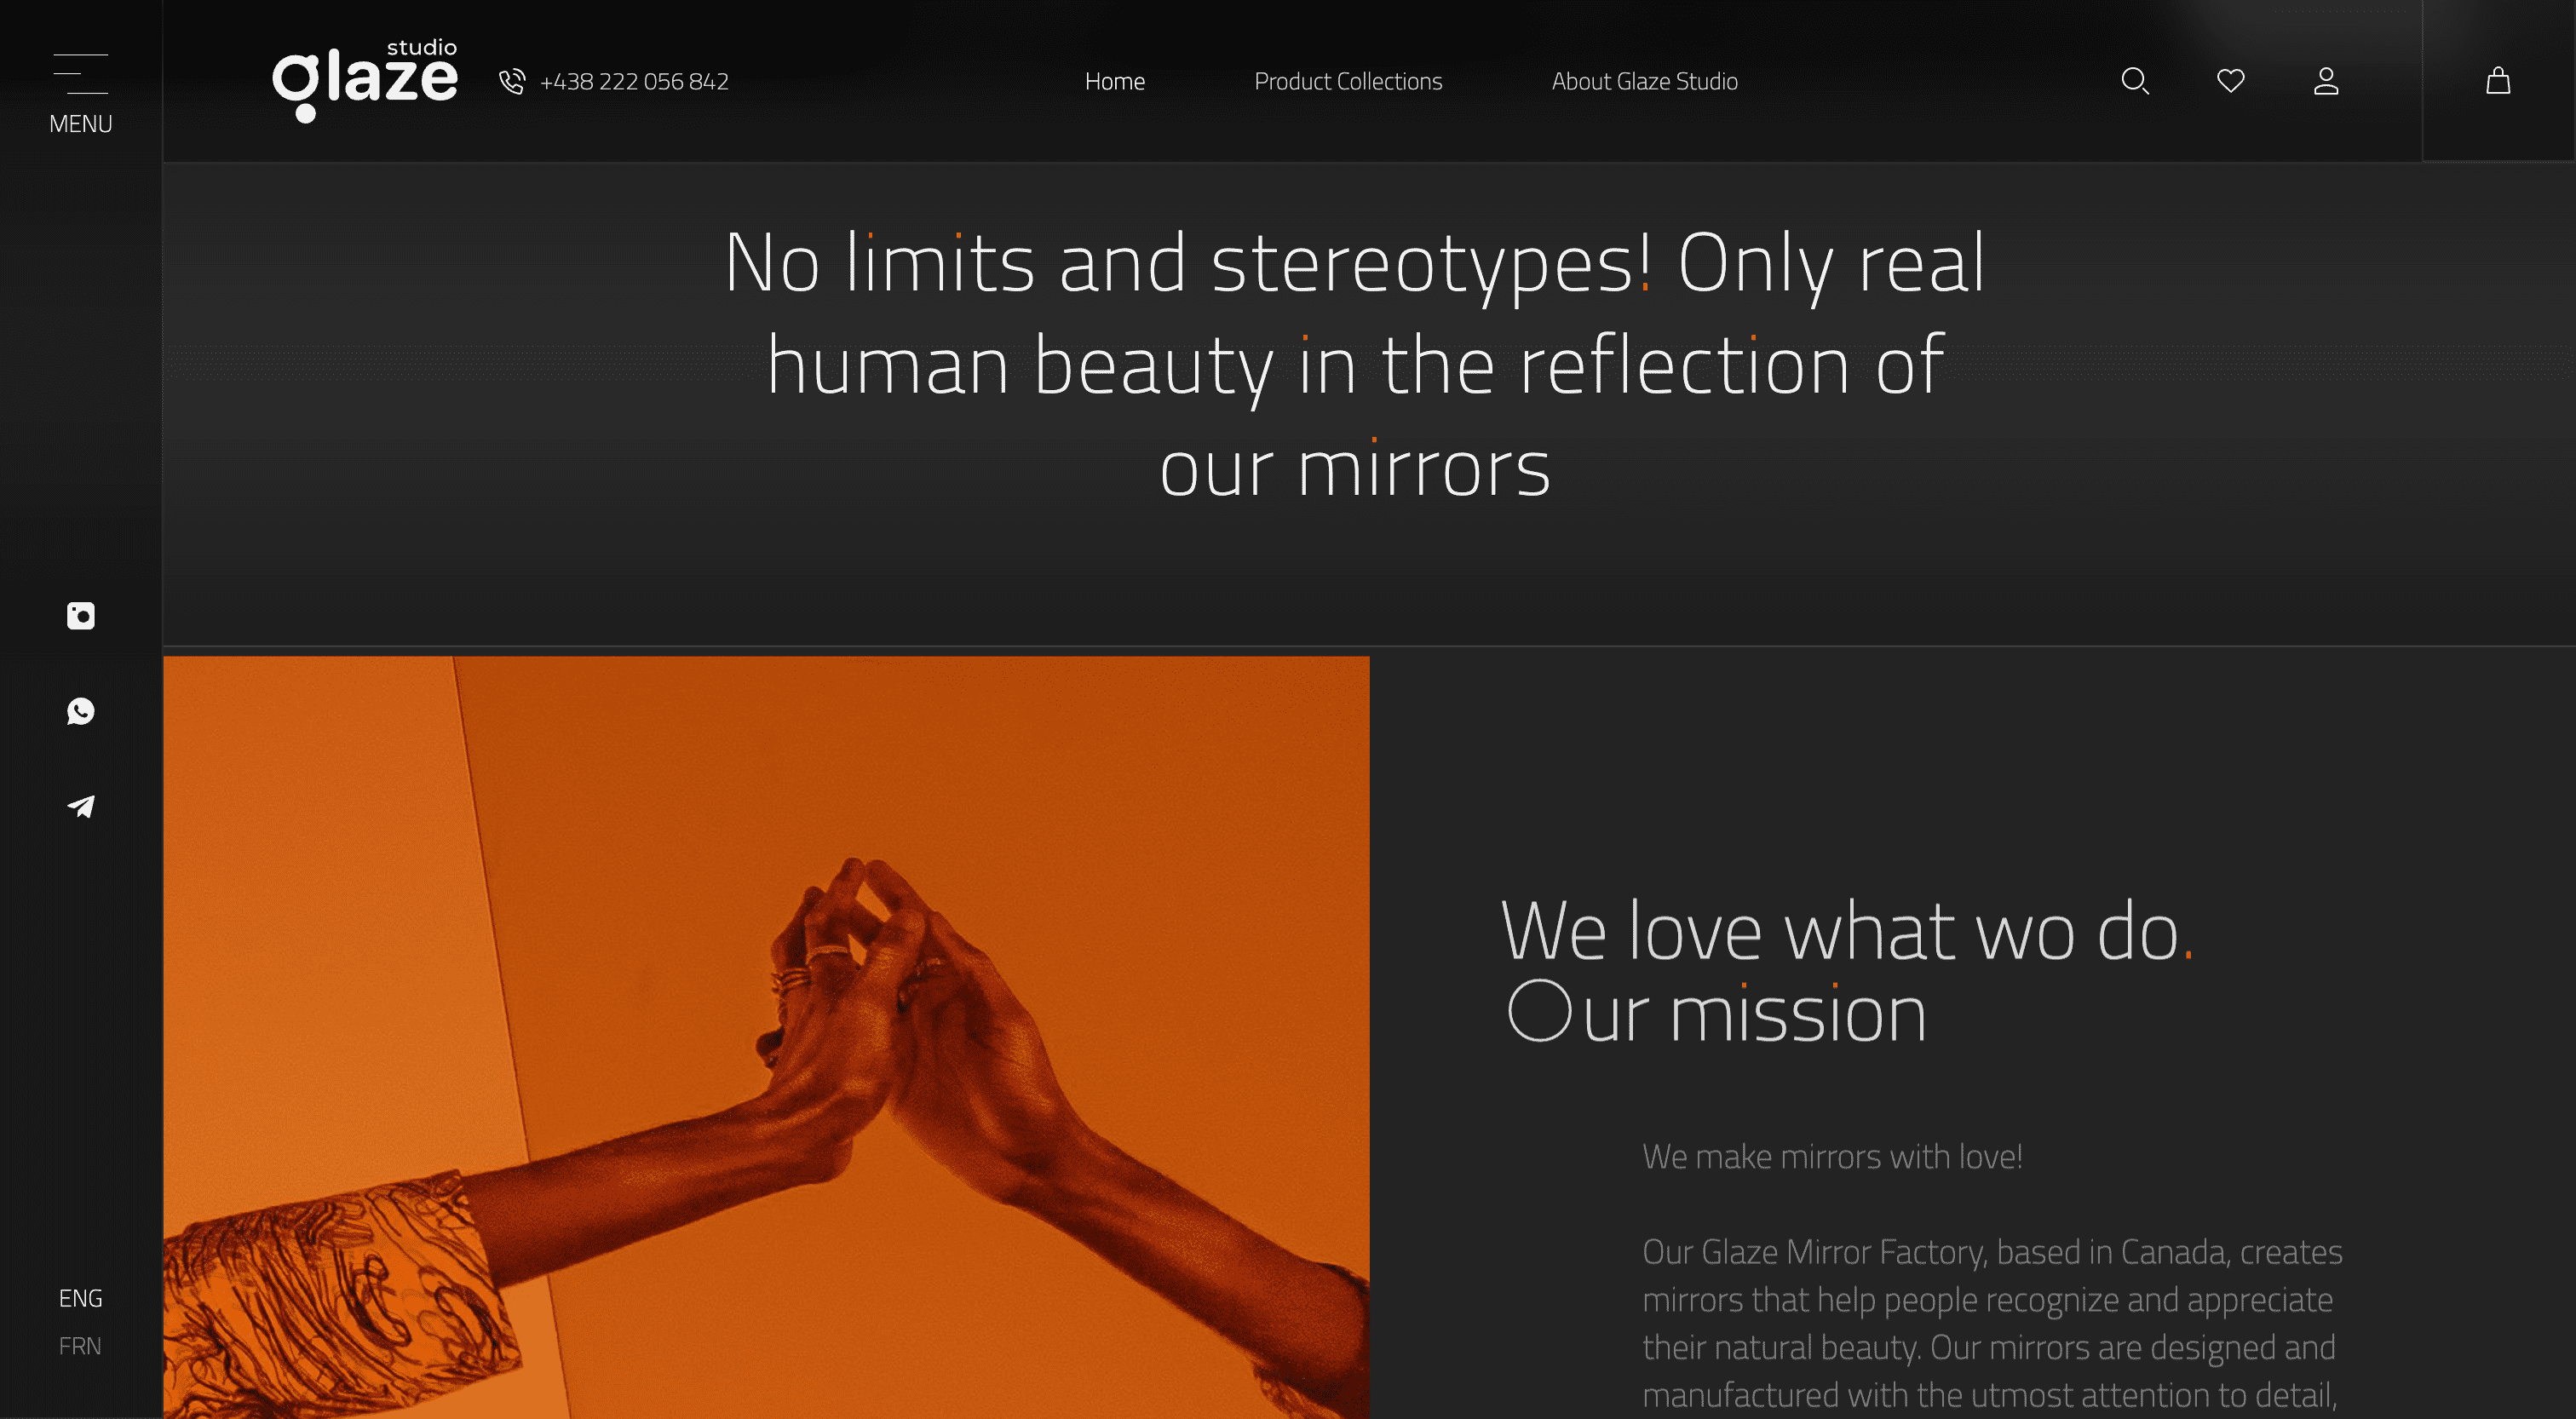 MENU
studio
glaze
+438 222 056 842
Home
Product Collections
About Glaze Studio
No limits and stereotypes! Only real
human beauty in the reflection of
our mirrors
We love what wo do.
Our mission
We make mirrors with love!
Our Glaze Mirror Factory, based in Canada, creates
mirrors that help people recognize and appreciate
their natural beauty. Our mirrors are designed and
manufactured with the utmost attention to detail,
ENG
FRN